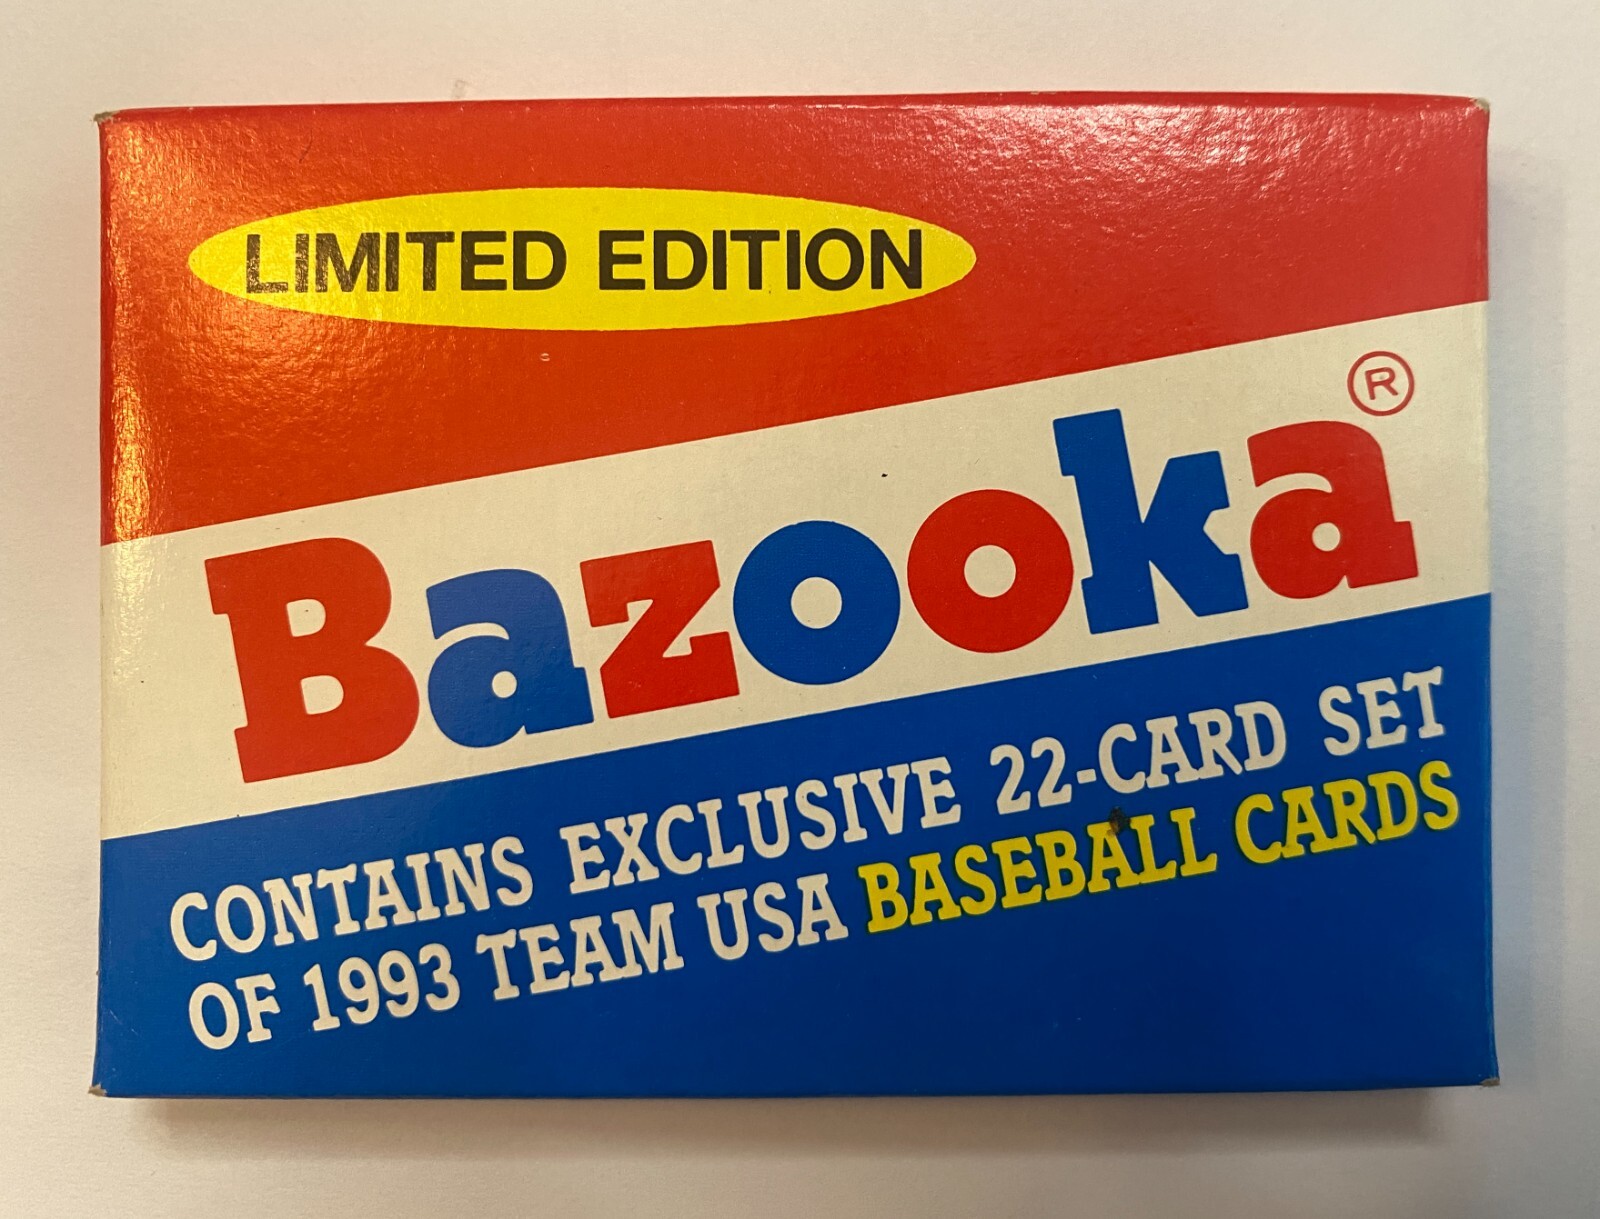 LIMITED EDITION
Bazooka®
CONTAINS EXCLUSIVE 22-CARD SET
OF 1993 TEAM USA BASEBALL CARDS